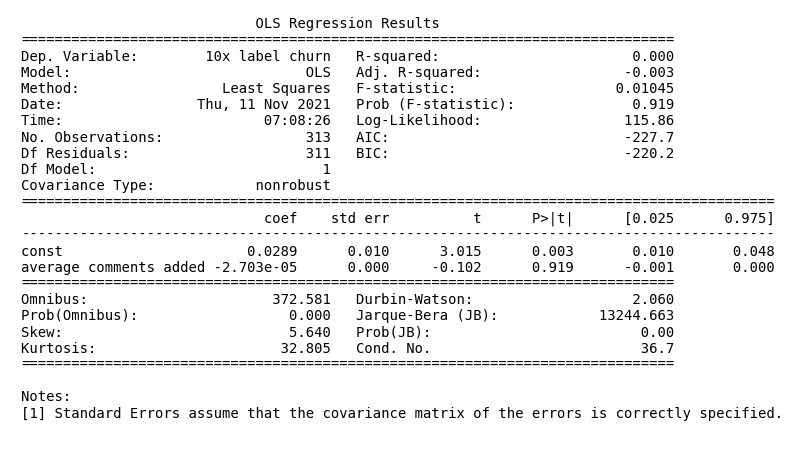 OLS Regression Results
==============================================================================
Dep. Variable: 10x label churn R-squared: 0.000
Model: OLS Adj. R-squared: -0.003
Method: Least Squares F-statistic: 0.01045
Date: Thu, 11 Nov 2021 Prob (F-statistic): 0.919
Time: 07:08:26 Log-Likelihood: 115.86
No. Observations: 313 AIC: -227.7
Df Residuals: 311 BIC: -220.2
Df Model: 1
Covariance Type: nonrobust
==========================================================================================
coef std err t P>|t| [0.025 0.975]
------------------------------------------------------------------------------------------
const 0.0289 0.010 3.015 0.003 0.010 0.048
average comments added -2.703e-05 0.000 -0.102 0.919 -0.001 0.000
==============================================================================
Omnibus: 372.581 Durbin-Watson: 2.060
Prob(Omnibus): 0.000 Jarque-Bera (JB): 13244.663
Skew: 5.640 Prob(JB): 0.00
Kurtosis: 32.805 Cond. No. 36.7
==============================================================================
Notes:
[1] Standard Errors assume that the covariance matrix of the errors is correctly specified.